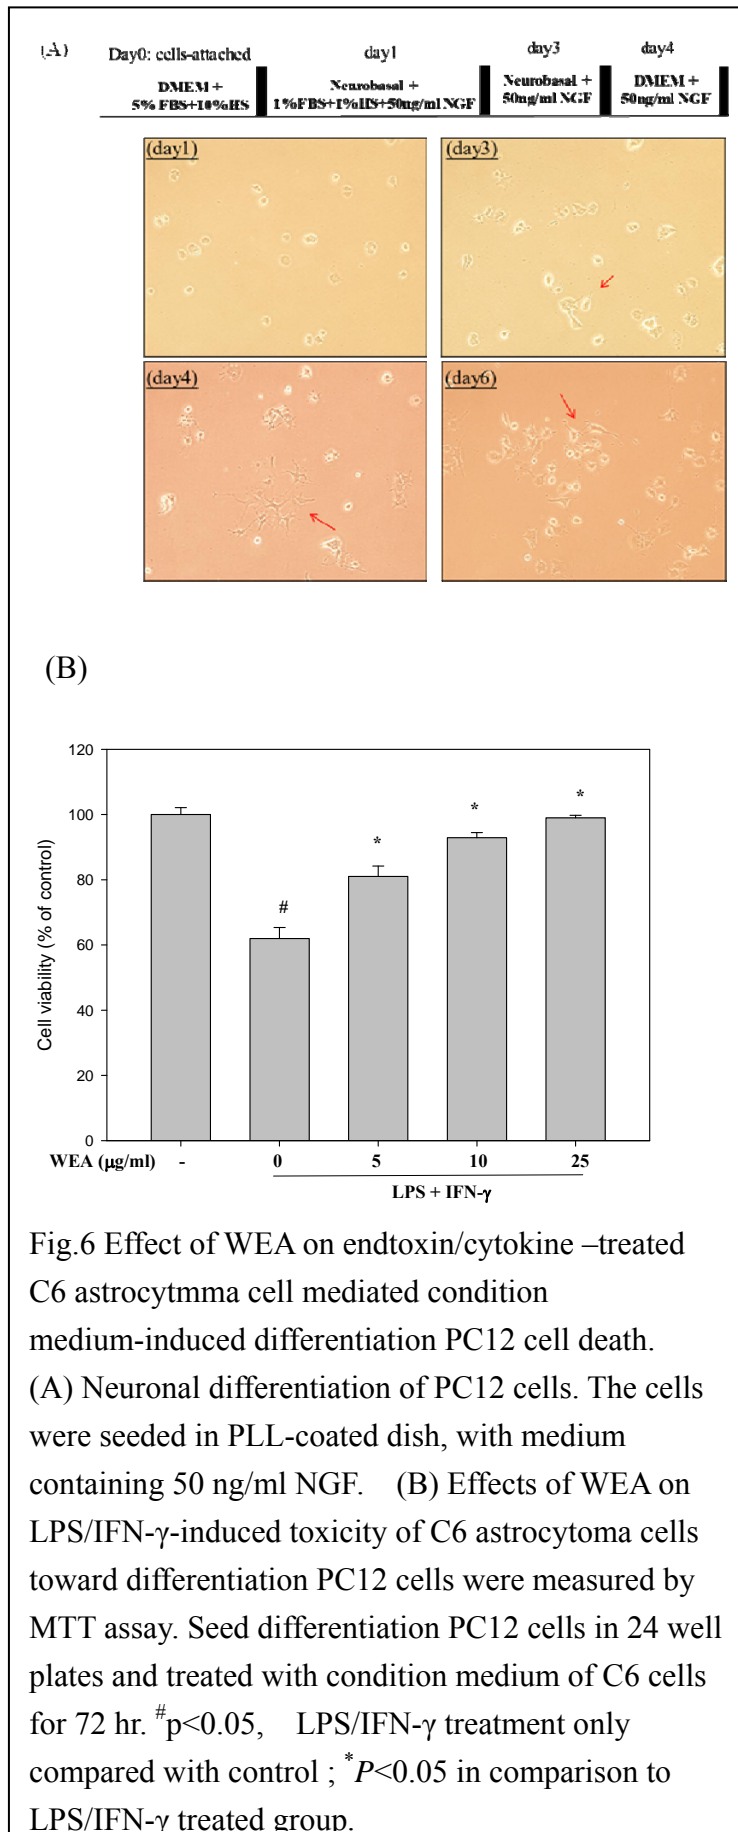 (A)
Day0: cells-attached day1 day3 day4
DMEM + Neurobasal + Neurobasal + DMEM +
5% FBS+10%HS 1%FBS+1%HS+50ng/ml NGF 50ng/ml NGF 50ng/ml NGF
(day1) (day3)
(day4) (day6)
(B)
120
100
80
60
40
20
0
Cell viability (% of control)
#
*
*
*
WEA (μg/ml) - 0 5 10 25
LPS + IFN-γ
Fig.6 Effect of WEA on endtoxin/cytokine –treated
C6 astrocytmma cell mediated condition
medium-induced differentiation PC12 cell death.
(A) Neuronal differentiation of PC12 cells. The cells
were seeded in PLL-coated dish, with medium
containing 50 ng/ml NGF. (B) Effects of WEA on
LPS/IFN-γ-induced toxicity of C6 astrocytoma cells
toward differentiation PC12 cells were measured by
MTT assay. Seed differentiation PC12 cells in 24 well
plates and treated with condition medium of C6 cells
for 72 hr. #p<0.05, LPS/IFN-γ treatment only
compared with control ; *P<0.05 in comparison to
LPS/IFN-γ treated group.